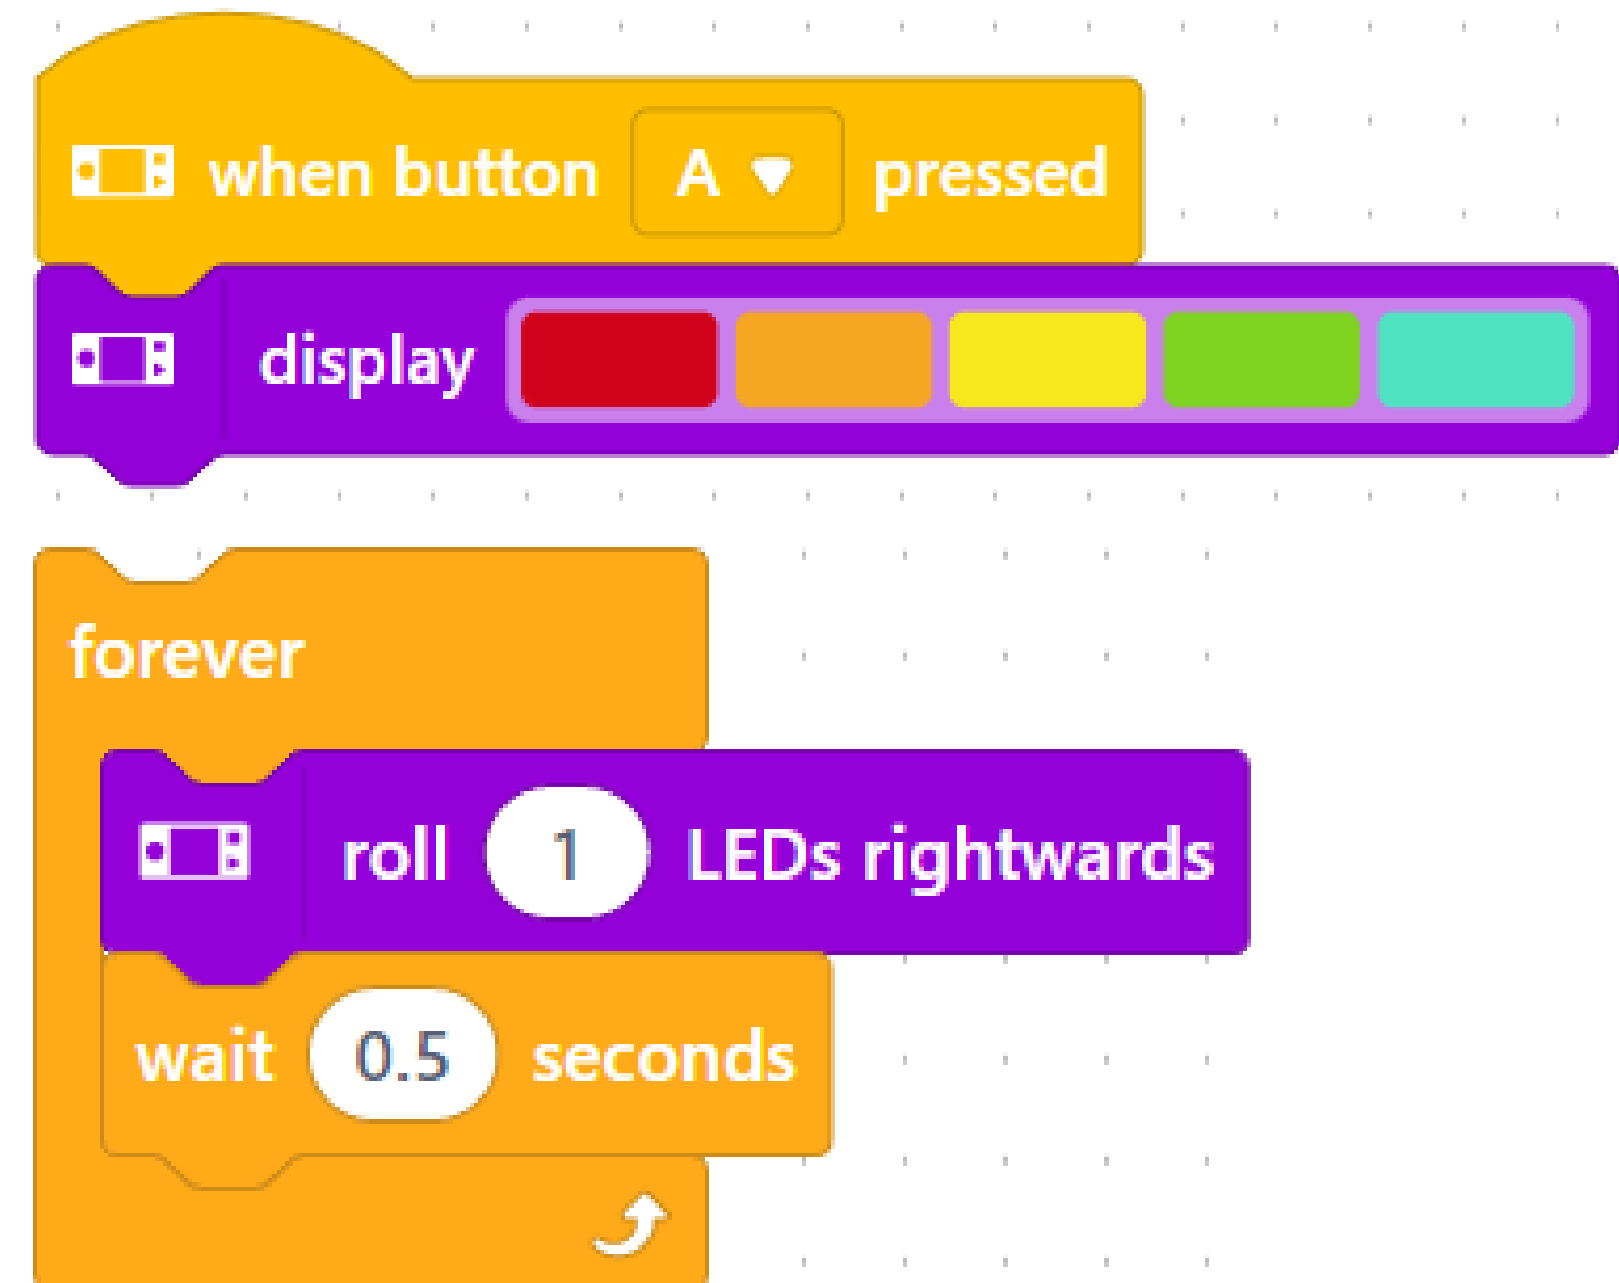 when button A pressed
display
forever
roll 1 LEDs rightwards
wait 0.5 seconds